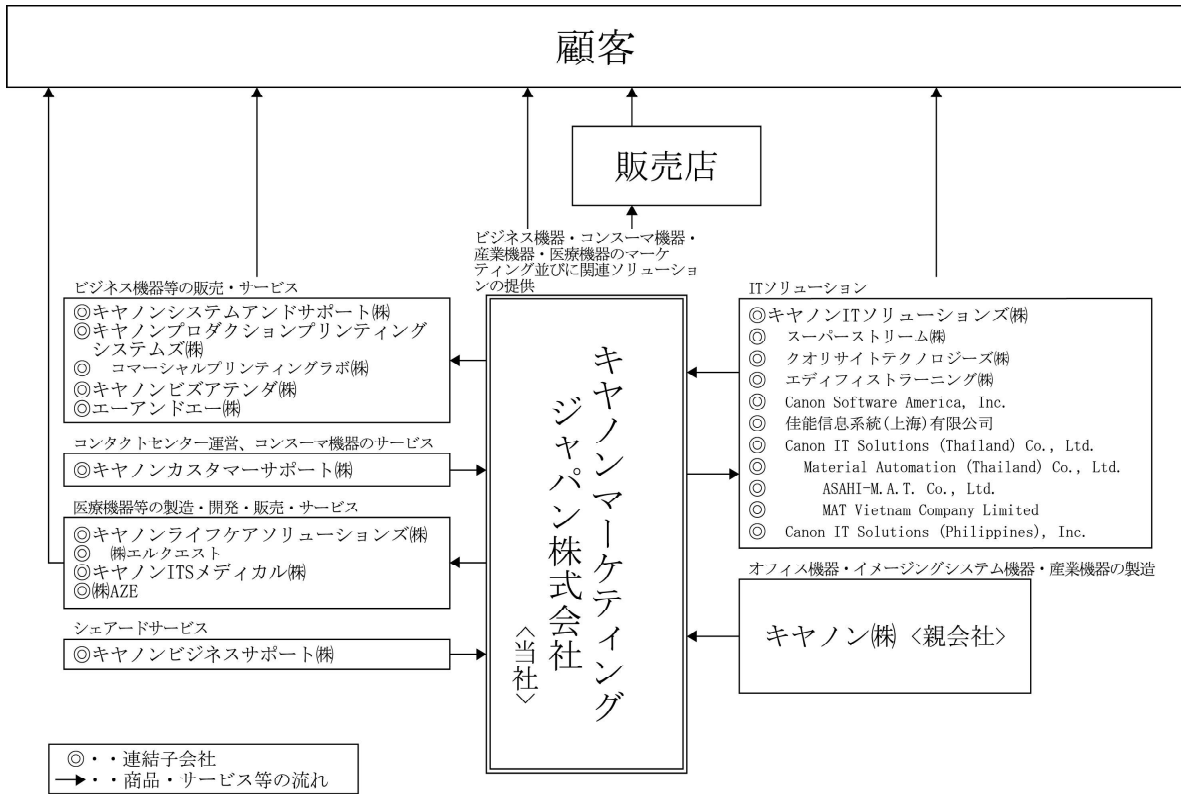 顧客
販売店
ビジネス機器・コンスーマ機器・
産業機器・医療機器のマーケ
ティング並びに関連ソリューショ
ンの提供
ビジネス機器等の販売・サービス
◎キヤノンシステムアンドサポート㈱
◎キヤノンプロダクションプリンティング
システムズ㈱
◎ コマーシャルプリンティングラボ㈱
◎キヤノンビズアテンダ㈱
◎エーアンドエー㈱
コンタクトセンター運営、コンスーマ機器のサービス
◎キヤノンカスタマーサポート㈱
医療機器等の製造・開発・販売・サービス
◎キヤノンライフケアソリューションズ㈱
◎ ㈱エルクエスト
◎キヤノンITSメディカル㈱
◎㈱AZE
シェアードサービス
◎キヤノンビジネスサポート㈱
キヤノンマーケティング
ジャパン株式会社
〈当社〉
ITソリューション
◎キヤノンITソリューションズ㈱
◎ スーパーストリーム㈱
◎ クオリサイトテクノロジーズ㈱
◎ エディフィストラーニング㈱
◎ Canon Software America, Inc.
◎ 佳能信息系統(上海)有限公司
◎ Canon IT Solutions (Thailand) Co., Ltd.
◎ Material Automation (Thailand) Co., Ltd.
◎ ASAHI-M.A.T. Co., Ltd.
◎ MAT Vietnam Company Limited
◎ Canon IT Solutions (Philippines), Inc.
オフィス機器・イメージングシステム機器・産業機器の製造
キヤノン㈱〈親会社〉
◎・・連結子会社
→・・商品・サービス等の流れ